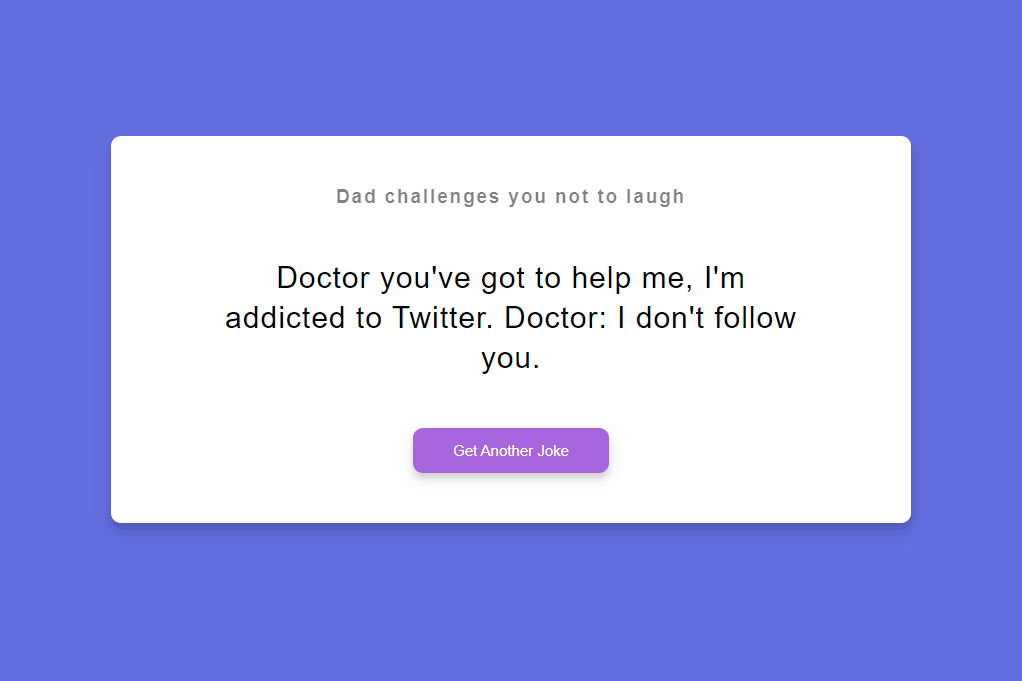 Dad challenges you not to laugh
Doctor you've got to help me, I'm
addicted to Twitter. Doctor: I don't follow
you.
Get Another Joke